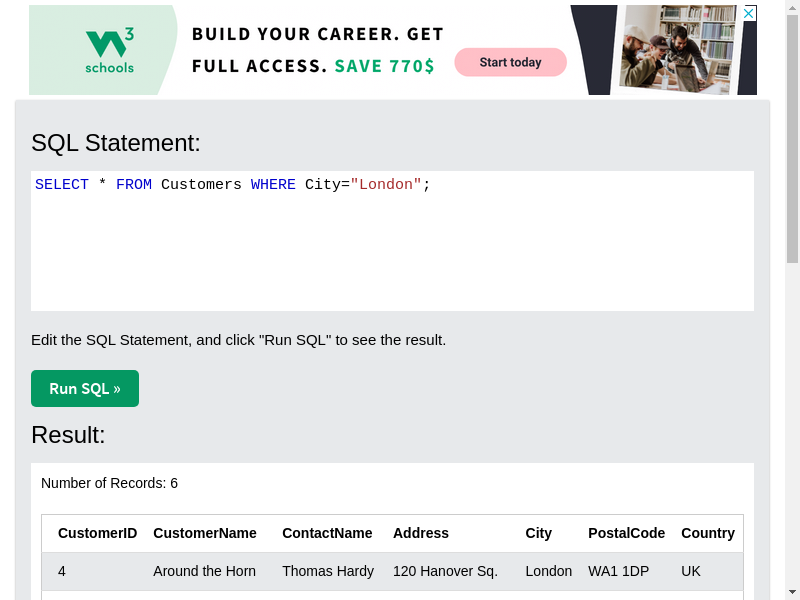 W3 schools
BUILD YOUR CAREER. GET
FULL ACCESS. SAVE 770$
Start today
SQL Statement:
SELECT * FROM Customers WHERE City="London";
Edit the SQL Statement, and click "Run SQL" to see the result.
Run SQL »
Result:
Number of Records: 6
CustomerID CustomerName ContactName Address City PostalCode Country
4 Around the Horn Thomas Hardy 120 Hanover Sq. London WA1 1DP UK